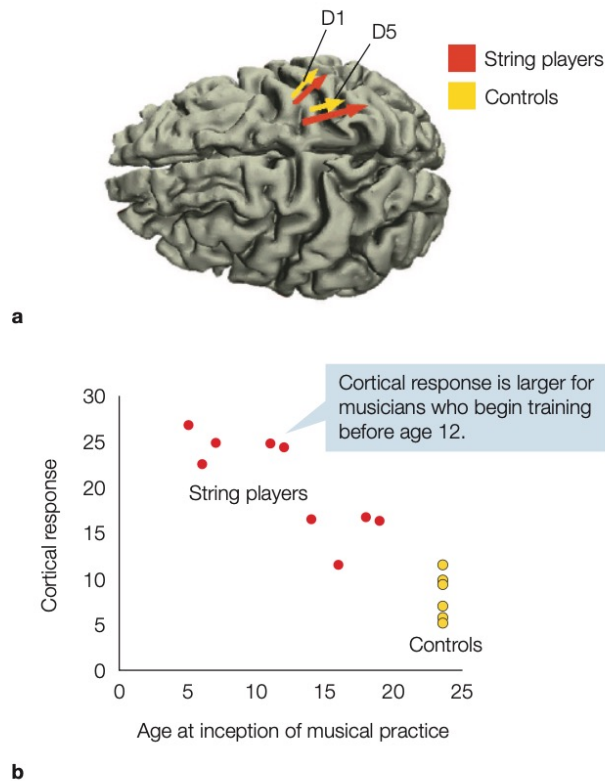 D1
D5
String players
Controls
a
Cortical response is larger for
musicians who begin training
before age 12.
30
25
20
15
10
5
0
Cortical response
String players
Controls
0 5 10 15 20 25
Age at inception of musical practice
b